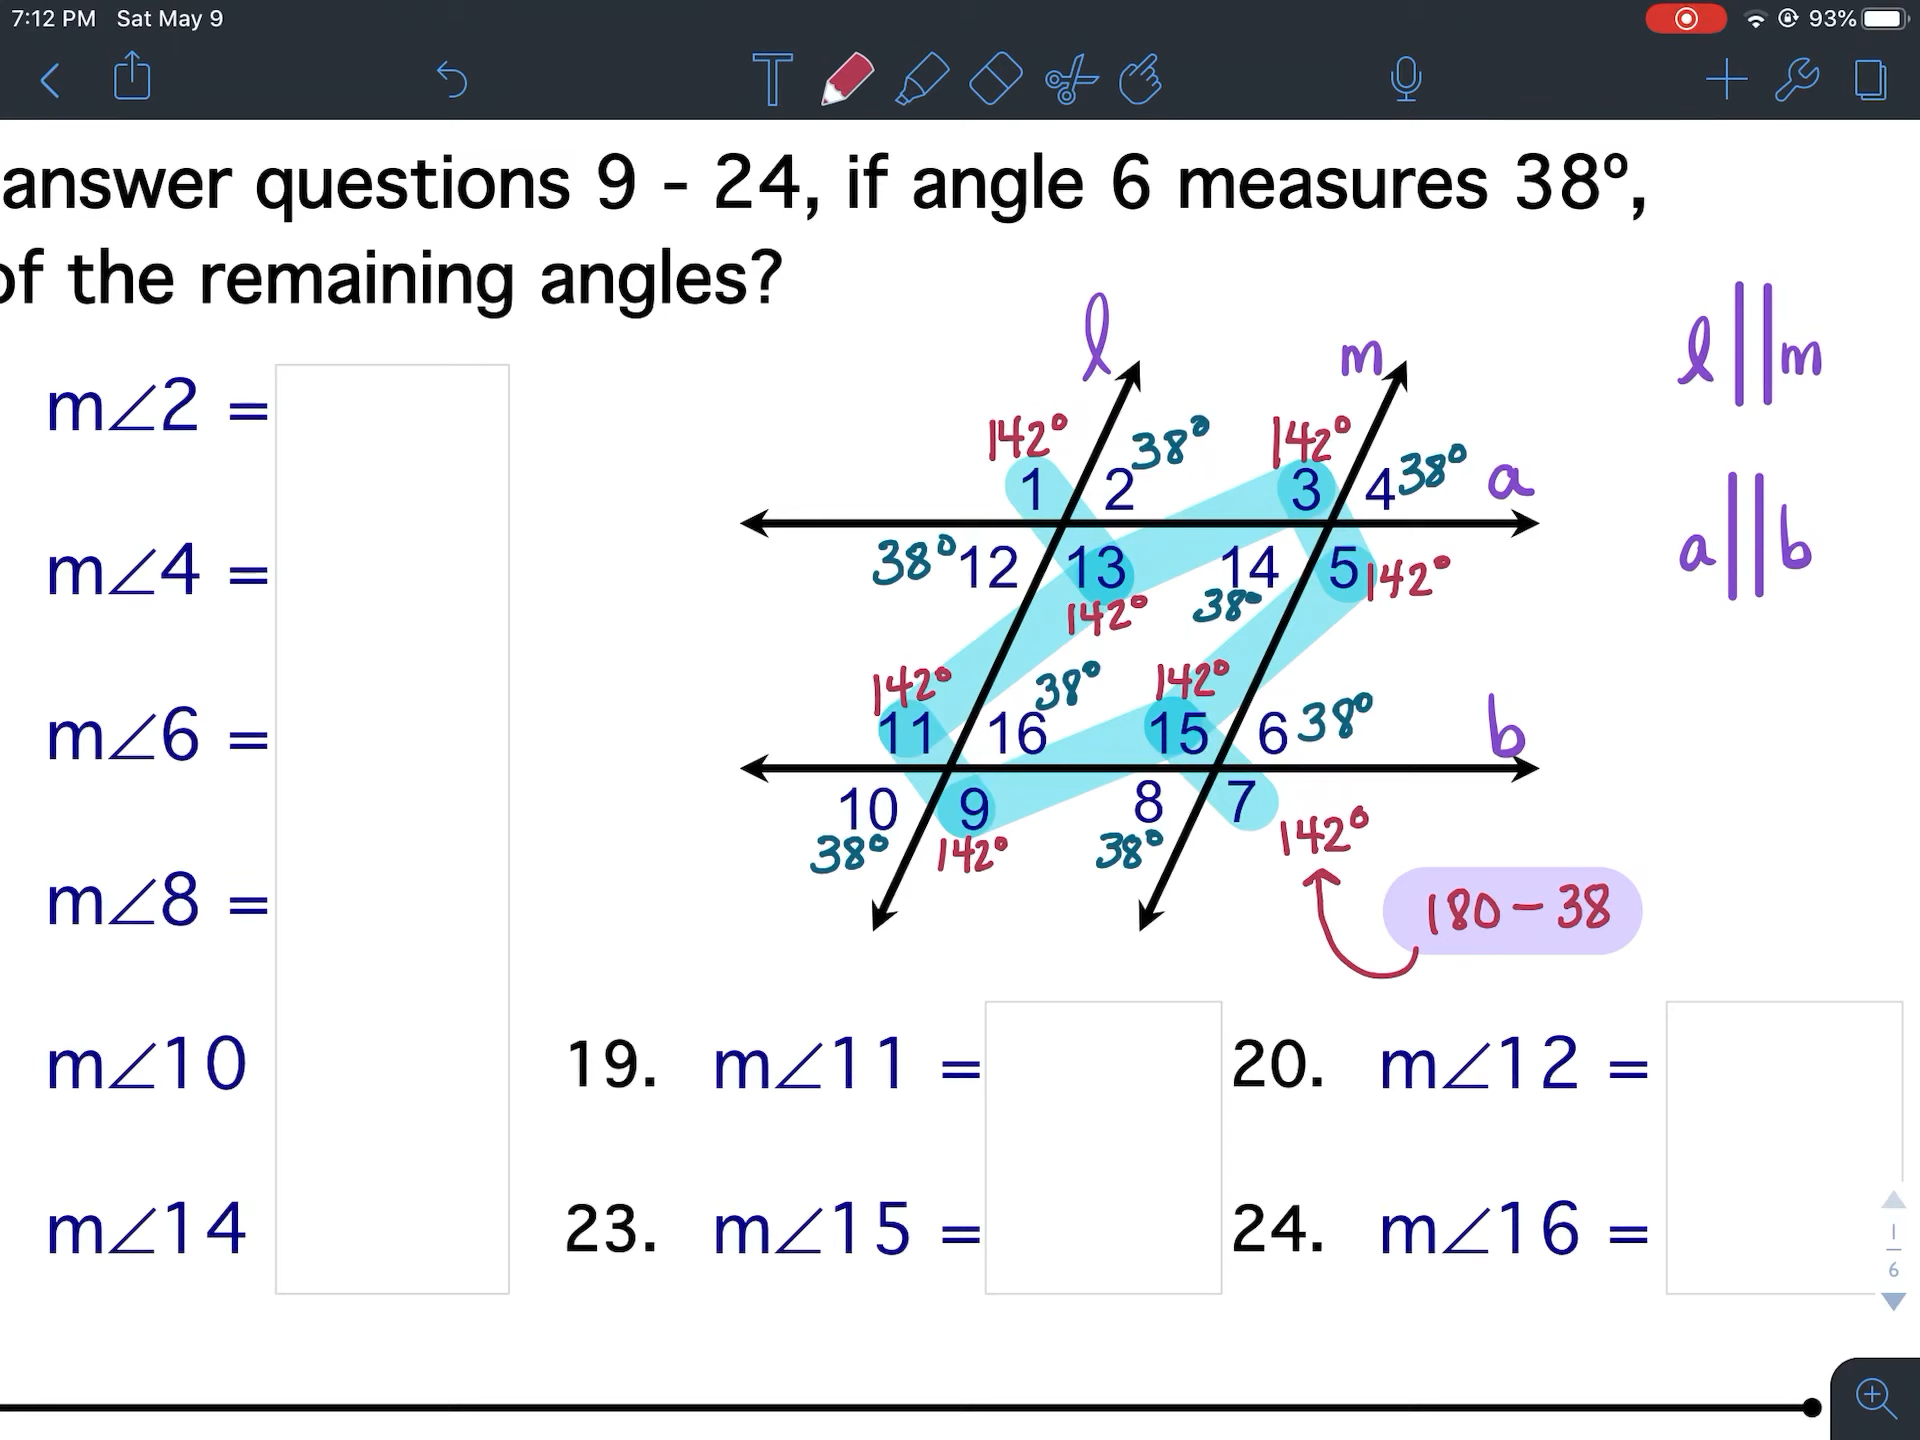 7:12 PM Sat May 9
93%
answer questions 9 - 24, if angle 6 measures 38º,
of the remaining angles?
l
m
l || m
m∠2 =
142° 38° 142° 38°
1 2 3 4 a
a || b
m∠4 =
38° 12 13 14 5 142°
142° 38°
m∠6 =
142° 38° 142°
11 16 15 6 38° b
10 9 8 7
38° 142° 38° 142°
m∠8 =
180 - 38
m∠10
19. m∠11 =
20. m∠12 =
m∠14
23. m∠15 =
24. m∠16 =
1
6